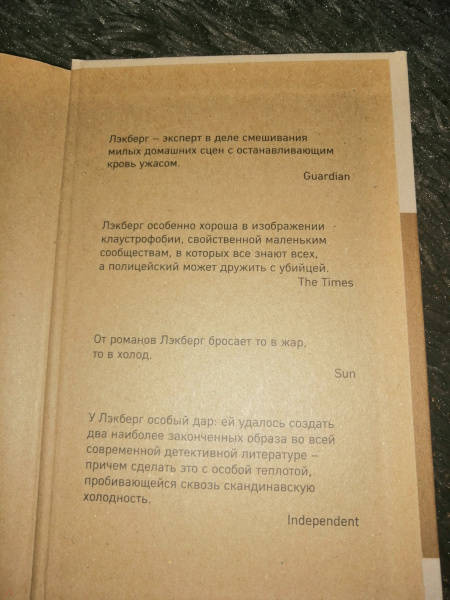 Лэкберг – эксперт в деле смешивания
милых домашних сцен с останавливающим
кровь ужасом.
Guardian
Лэкберг особенно хороша в изображении
клаустрофобии, свойственной маленьким
сообществам, в которых все знают всех,
а полицейский может дружить с убийцей.
The Times
От романов Лэкберг бросает то в жар,
то в холод.
Sun
У Лэкберг особый дар: ей удалось создать
два наиболее законченных образа во всей
современной детективной литературе –
причем сделать это с особой теплотой,
пробивающейся сквозь скандинавскую
холодность.
Independent